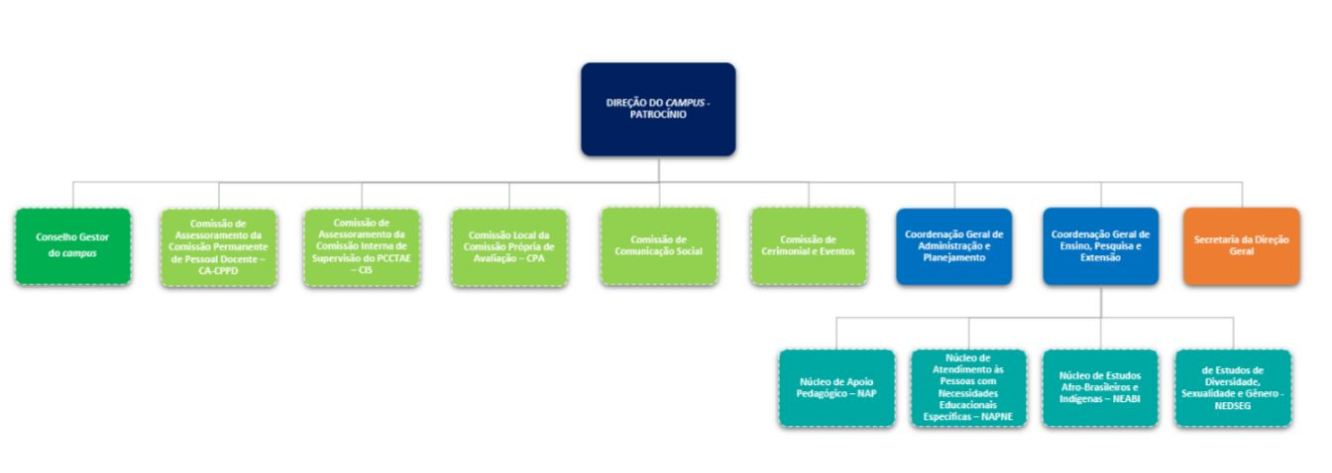 DIREÇÃO DO CAMPUS -
PATROCÍNIO
Conselho Gestor
do campus
Comissão de
Assessoramento da
Comissão Permanente
de Pessoal Docente –
CA-CPPD
Comissão de
Assessoramento da
Comissão Interna de
Supervisão do PCCTAE
– CIS
Comissão Local da
Comissão Própria de
Avaliação – CPA
Comissão de
Comunicação Social
Comissão de
Cerimonial e Eventos
Coordenação Geral de
Administração e
Planejamento
Coordenação Geral de
Ensino, Pesquisa e
Extensão
Secretaria da Direção
Geral
Núcleo de Apoio
Pedagógico – NAP
Núcleo de
Atendimento às
Pessoas com
Necessidades
Educacionais
Específicas – NAPNE
Núcleo de Estudos
Afro-Brasileiros e
Indígenas – NEABI
de Estudos de
Diversidade,
Sexualidade e Gênero -
NEDSEG